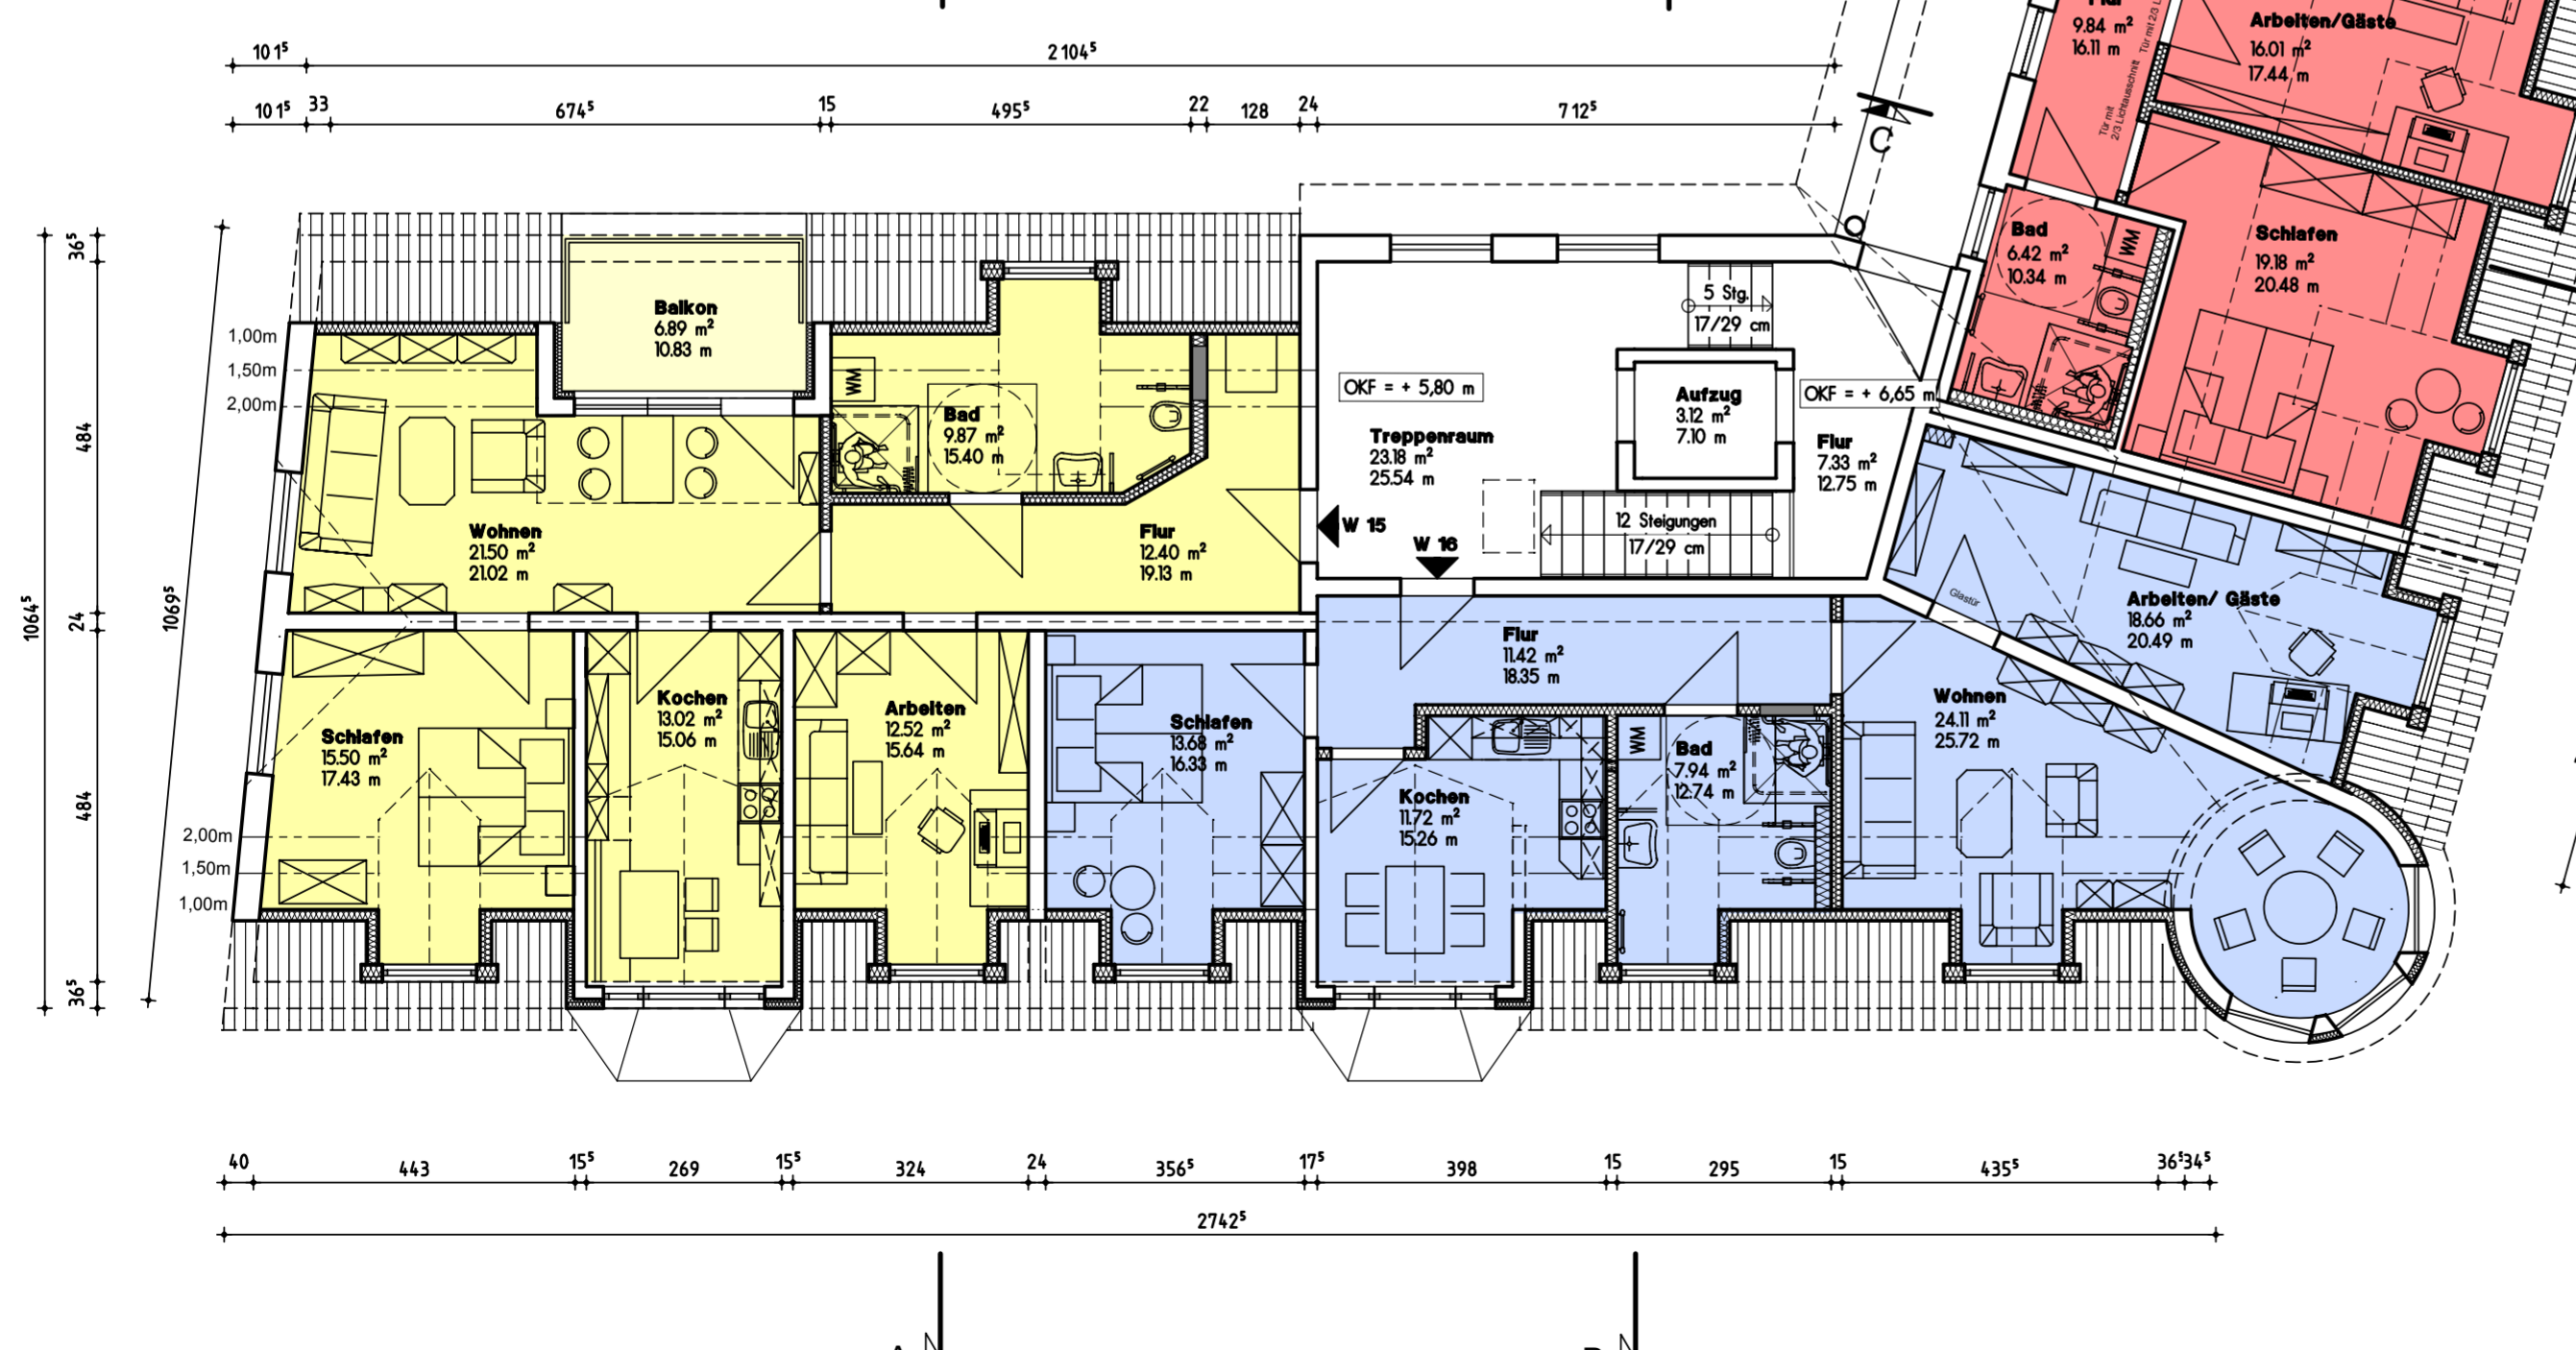 10 1⁵
2 104⁵
10 1⁵
33
674⁵
15
495⁵
22
128
24
7 12⁵
C
9.84 m²
16.11 m
Tür mit
2/3 Lichtausschnitt
Arbeiten/Gäste
16.01 m²
17.44 m
Bad
6.42 m²
10.34 m
WM
Schlafen
19.18 m²
20.48 m
36⁵
484
24
484
36⁵
1064⁵
1069⁵
1,00m
1,50m
2,00m
Balkon
6.89 m²
10.83 m
WM
Bad
9.87 m²
15.40 m
Wohnen
21.50 m²
21.02 m
Flur
12.40 m²
19.13 m
OKF = + 5,80 m
Treppenraum
23.18 m²
25.54 m
W 15
W 16
5 Stg.
17/29 cm
Aufzug
3.12 m²
7.10 m
OKF = + 6,65 m
Flur
7.33 m²
12.75 m
12 Steigungen
17/29 cm
Glastür
Arbeiten/ Gäste
18.66 m²
20.49 m
Schlafen
15.50 m²
17.43 m
Kochen
13.02 m²
15.06 m
Arbeiten
12.52 m²
15.64 m
Schlafen
13.68 m²
16.33 m
Flur
11.42 m²
18.35 m
Kochen
11.72 m²
15.26 m
WM
Bad
7.94 m²
12.74 m
Wohnen
24.11 m²
25.72 m
2,00m
1,50m
1,00m
40
443
15⁵
269
15⁵
324
24
356⁵
17⁵
398
15
295
15
435⁵
36⁵
34⁵
2742⁵